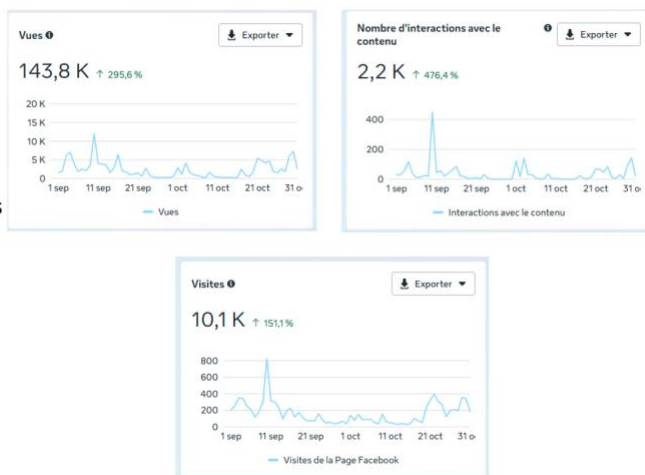 Vues
Exporter
143,8 K ↑ 295,6 %
20 K
15 K
10 K
5 K
0
1 sep 11 sep 21 sep 1 oct 11 oct 21 oct 31 o
Vues
Nombre d'interactions avec le
contenu
Exporter
2,2 K ↑ 476,4 %
400
200
0
1 sep 11 sep 21 sep 1 oct 11 oct 21 oct 31 o
Interactions avec le contenu
s
Visites
Exporter
10,1 K ↑ 151,1 %
800
600
400
200
0
1 sep 11 sep 21 sep 1 oct 11 oct 21 oct 31 o
Visites de la Page Facebook